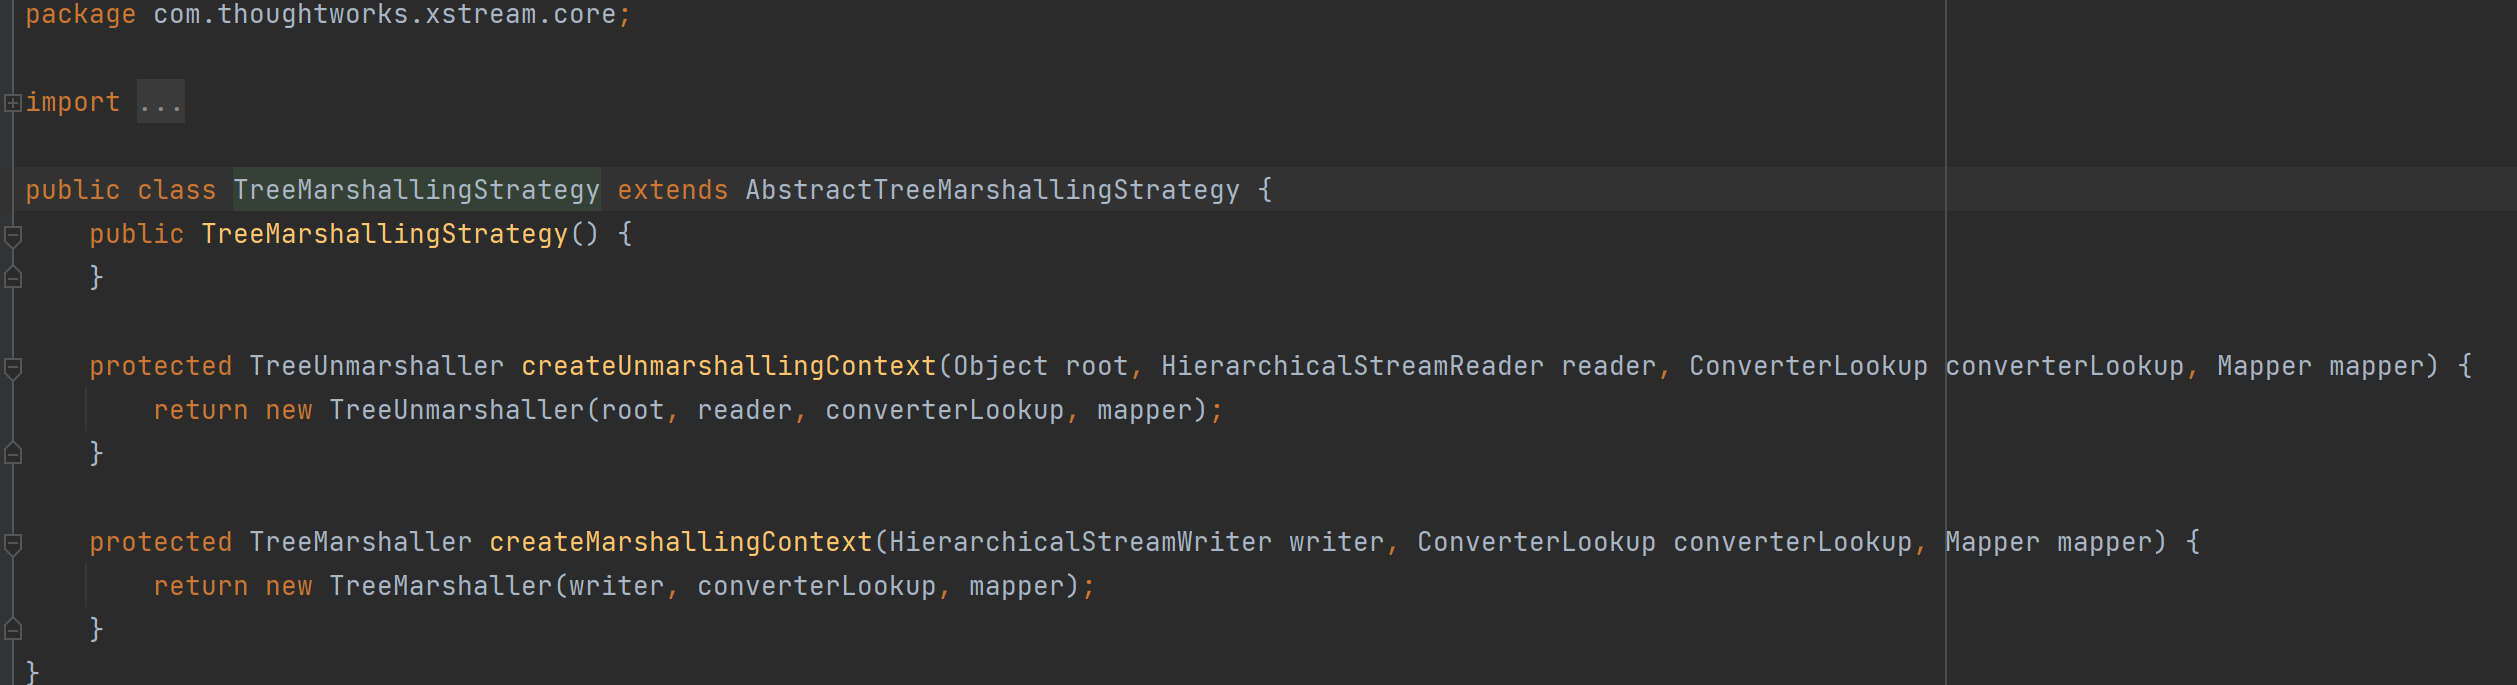 package com.thoughtworks.xstream.core;
import ...
public class TreeMarshallingStrategy extends AbstractTreeMarshallingStrategy {
    public TreeMarshallingStrategy() {
    }
    protected TreeUnmarshaller createUnmarshallingContext(Object root, HierarchicalStreamReader reader, ConverterLookup converterLookup, Mapper mapper) {
        return new TreeUnmarshaller(root, reader, converterLookup, mapper);
    }
    protected TreeMarshaller createMarshallingContext(HierarchicalStreamWriter writer, ConverterLookup converterLookup, Mapper mapper) {
        return new TreeMarshaller(writer, converterLookup, mapper);
    }
}